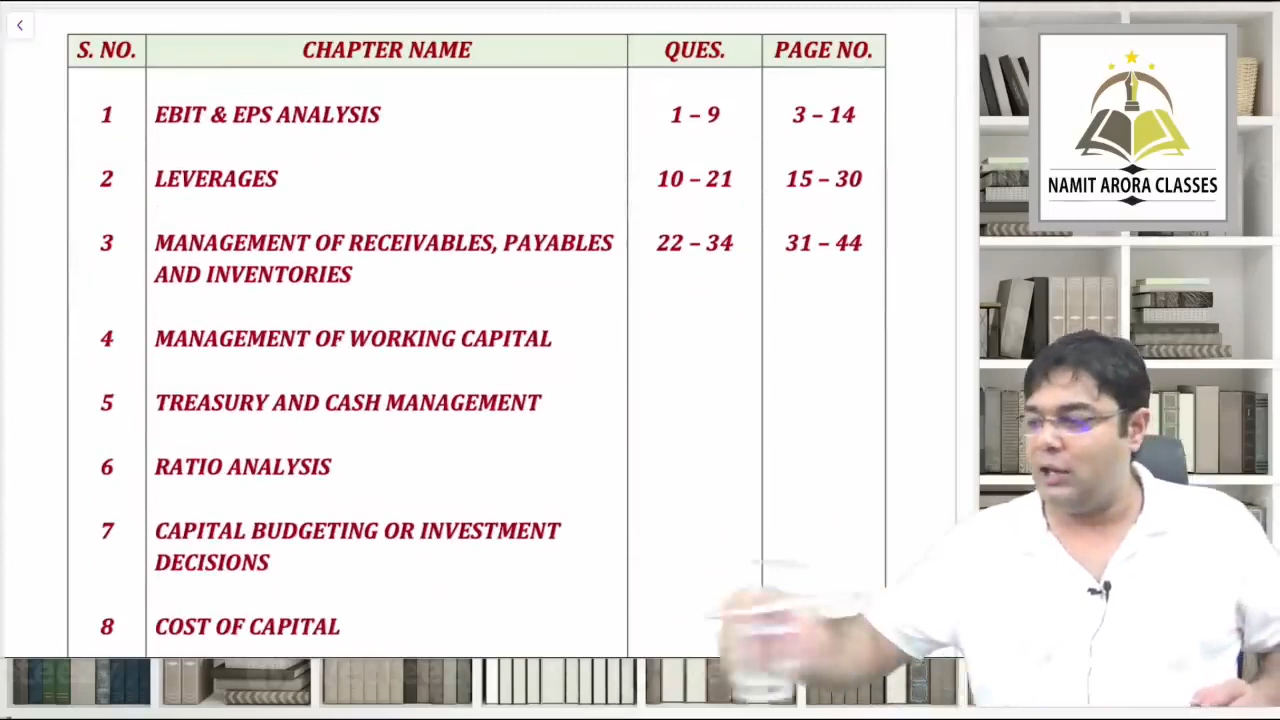 S. NO. CHAPTER NAME QUES. PAGE NO.
1 EBIT & EPS ANALYSIS 1 – 9 3 – 14
2 LEVERAGES 10 – 21 15 – 30
3 MANAGEMENT OF RECEIVABLES, PAYABLES 22 – 34 31 – 44
AND INVENTORIES
4 MANAGEMENT OF WORKING CAPITAL
5 TREASURY AND CASH MANAGEMENT
6 RATIO ANALYSIS
7 CAPITAL BUDGETING OR INVESTMENT
DECISIONS
8 COST OF CAPITAL
NAMIT ARORA CLASSES